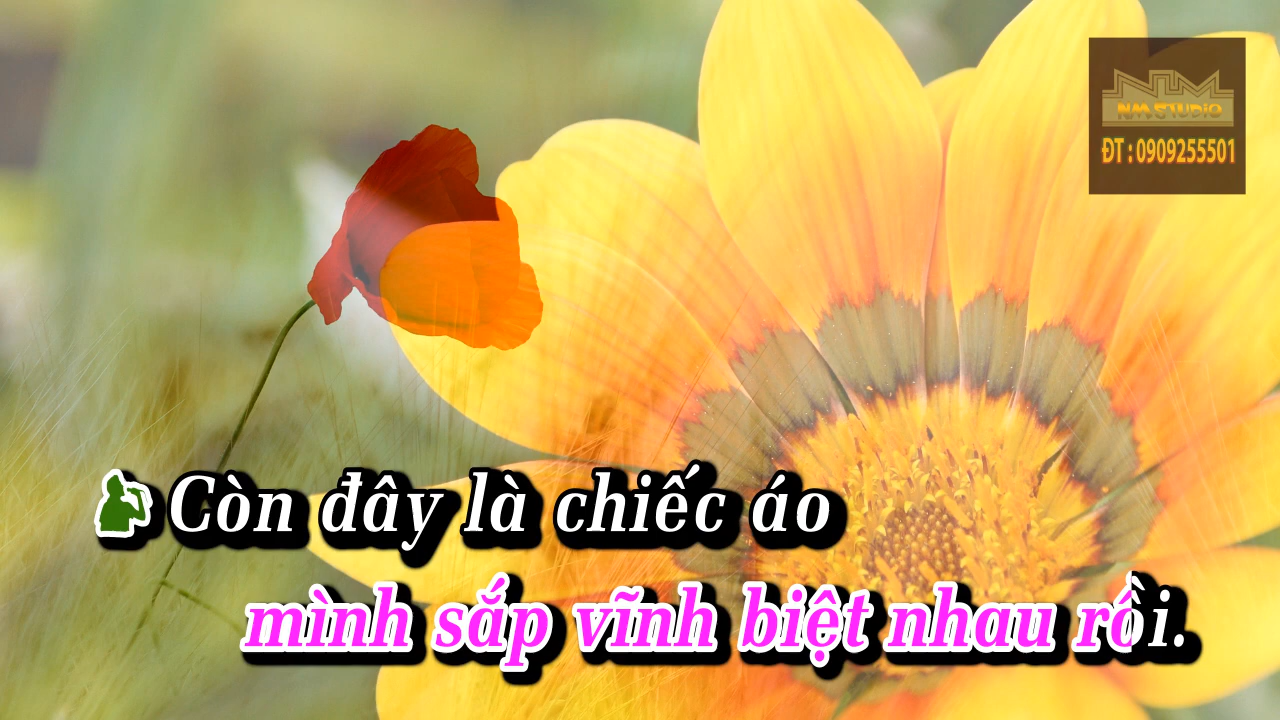 NM STUDIO
ĐT : 0909255501
Còn đây là chiếc áo
mình sắp vĩnh biệt nhau rồi.